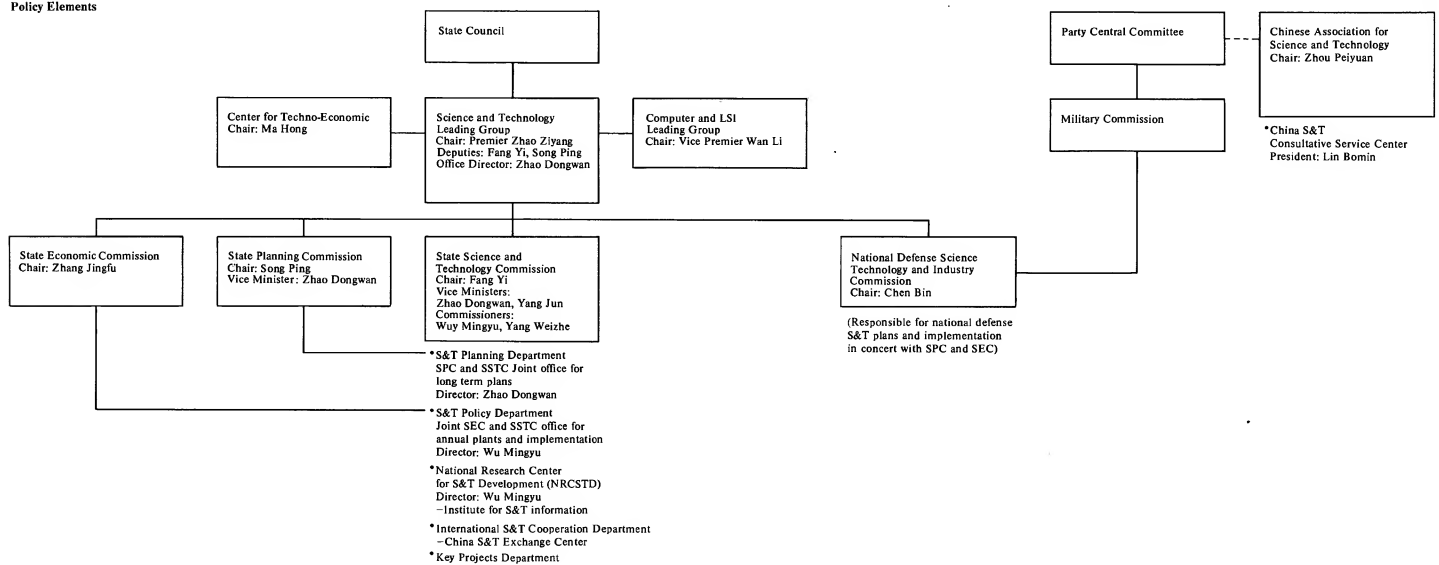 Policy Elements
State Council
Party Central Committee
Chinese Association for
Science and Technology
Chair: Zhou Peiyuan
Center for Techno-Economic
Chair: Ma Hong
Science and Technology
Leading Group
Chair: Premier Zhao Ziyang
Deputies: Fang Yi, Song Ping
Office Director: Zhao Dongwan
Computer and LSI
Leading Group
Chair: Vice Premier Wan Li
Military Commission
•China S&T
Consultative Service Center
President: Lin Bomin
State Economic Commission
Chair: Zhang Jingfu
State Planning Commission
Chair: Song Ping
Vice Minister: Zhao Dongwan
State Science and
Technology Commission
Chair: Fang Yi
Vice Ministers:
Zhao Dongwan, Yang Jun
Commissioners:
Wuy Mingyu, Yang Weizhe
National Defense Science
Technology and Industry
Commission
Chair: Chen Bin
(Responsible for national defense
S&T plans and implementation
in concert with SPC and SEC)
•S&T Planning Department
SPC and SSTC Joint office for
long term plans
Director: Zhao Dongwan
•S&T Policy Department
Joint SEC and SSTC office for
annual plants and implementation
Director: Wu Mingyu
•National Research Center
for S&T Development (NRCSTD)
Director: Wu Mingyu
—Institute for S&T information
•International S&T Cooperation Department
—China S&T Exchange Center
•Key Projects Department